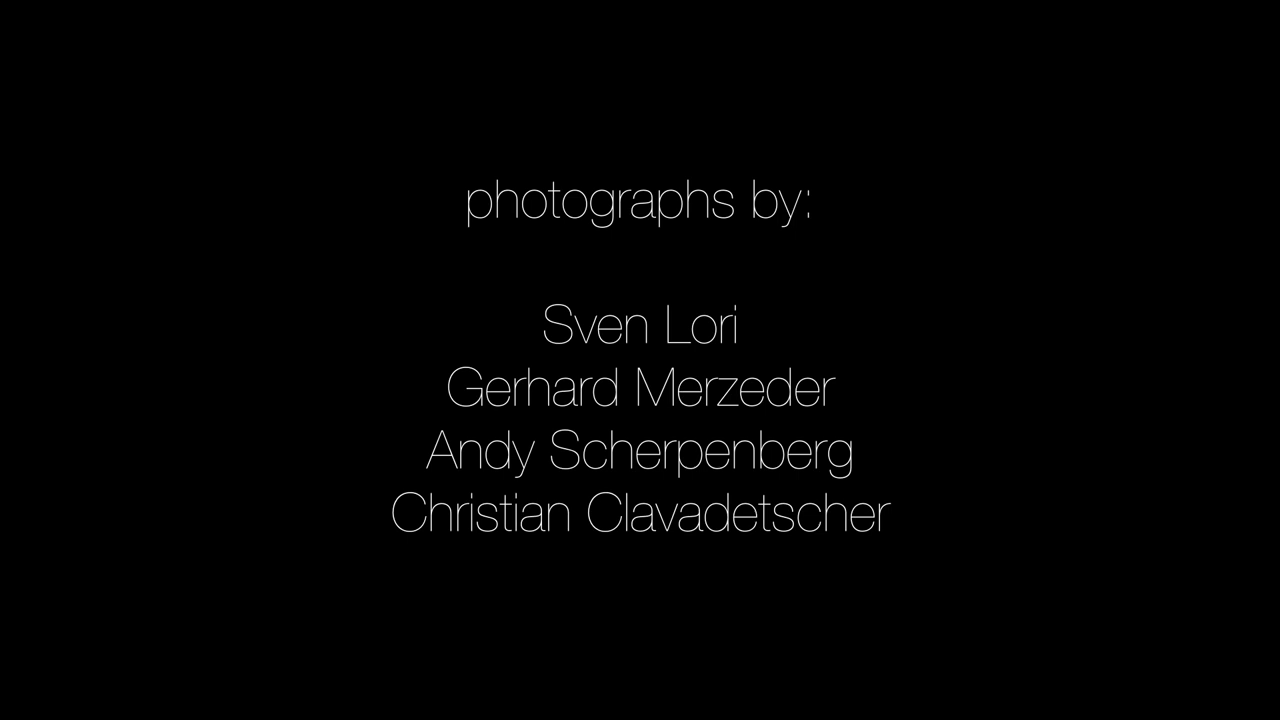 photographs by:
Sven Lori
Gerhard Merzeder
Andy Scherpenberg
Christian Clavadetscher